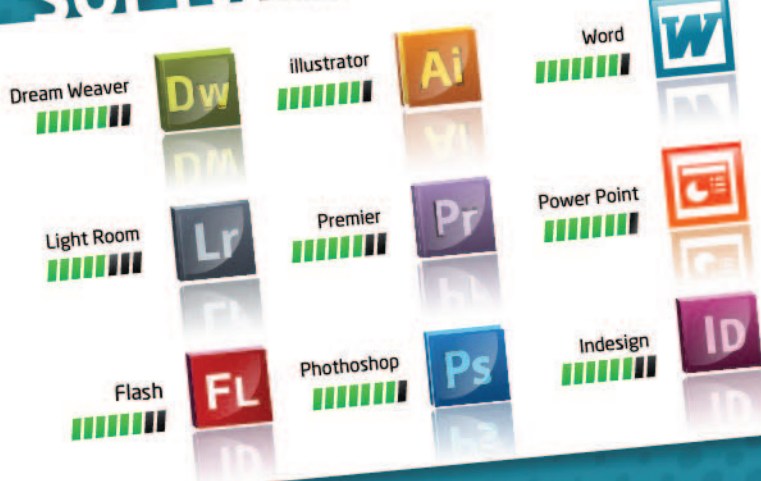 Dream Weaver
Dw
illustrator
Ai
Word
W
Light Room
Lr
Premier
Pr
Power Point
Flash
FL
Phothoshop
Ps
Indesign
ID